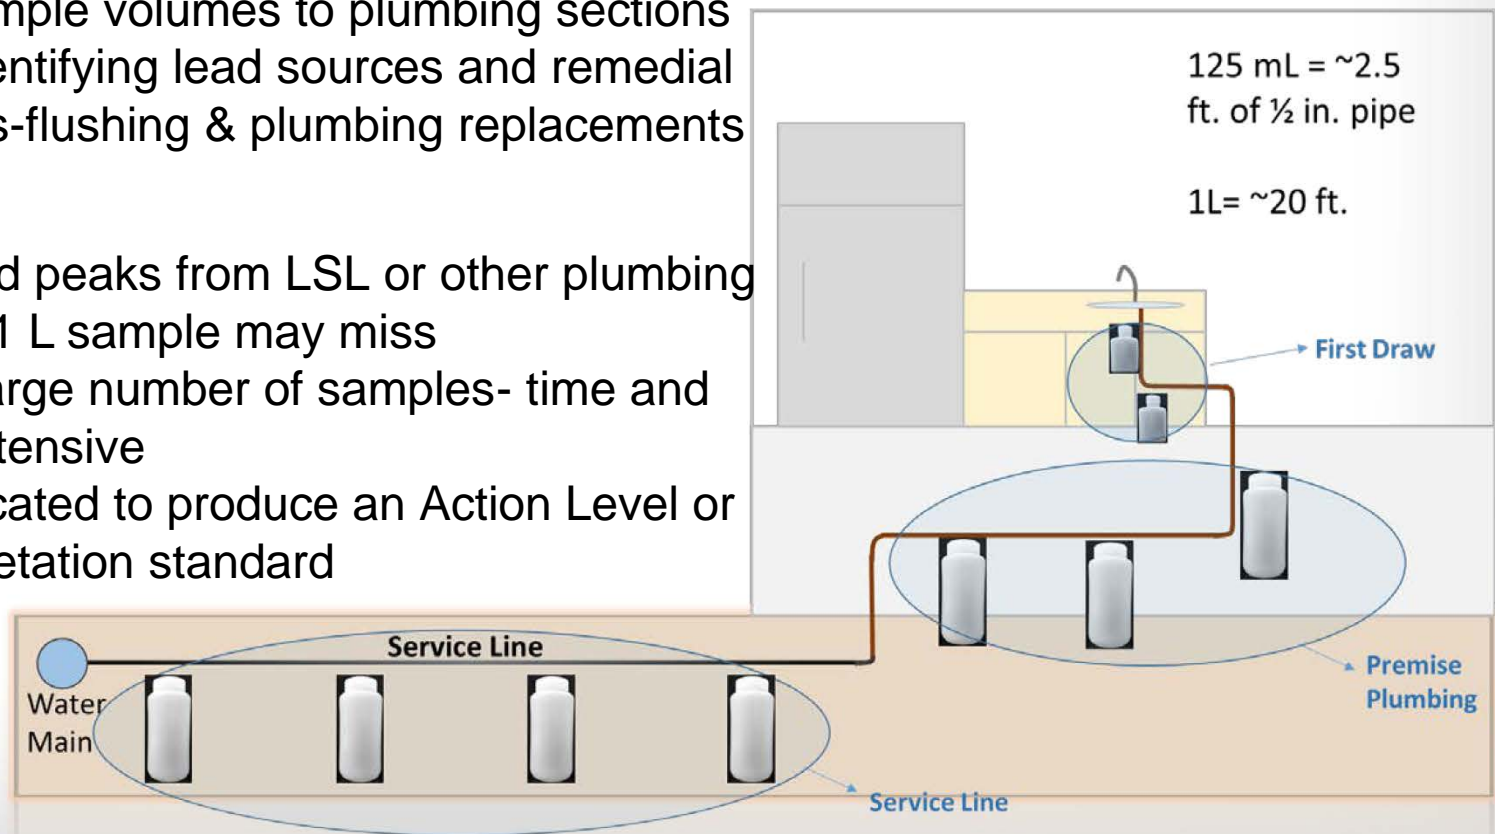 mple volumes to plumbing sections
entifying lead sources and remedial
s-flushing & plumbing replacements
d peaks from LSL or other plumbing
1 L sample may miss
arge number of samples- time and
tensive
cated to produce an Action Level or
etation standard
125 mL = ~2.5
ft. of ½ in. pipe
1L= ~20 ft.
First Draw
Service Line
Water
Main
Premise
Plumbing
Service Line